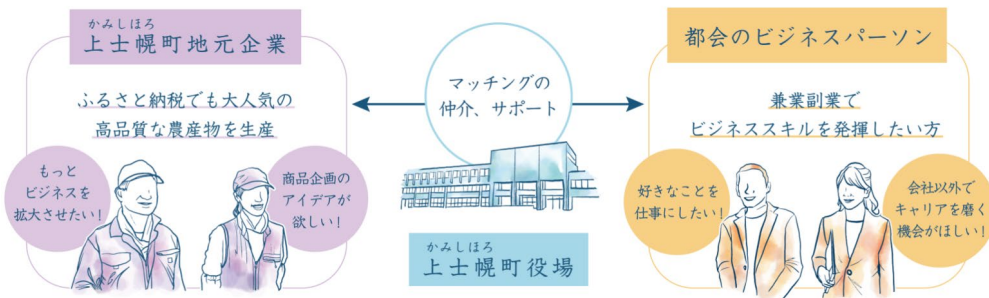 かみしほろ
上士幌町地元企業
ふるさと納税でも大人気の
高品質な農産物を生産
もっと
ビジネスを
拡大させたい!
商品企画の
アイデアが
欲しい!
マッチングの
仲介、サポート
かみしほろ
上士幌町役場
都会のビジネスパーソン
兼業副業で
ビジネススキルを発揮したい方
好きなことを
仕事にしたい!
会社以外で
キャリアを磨く
機会がほしい!